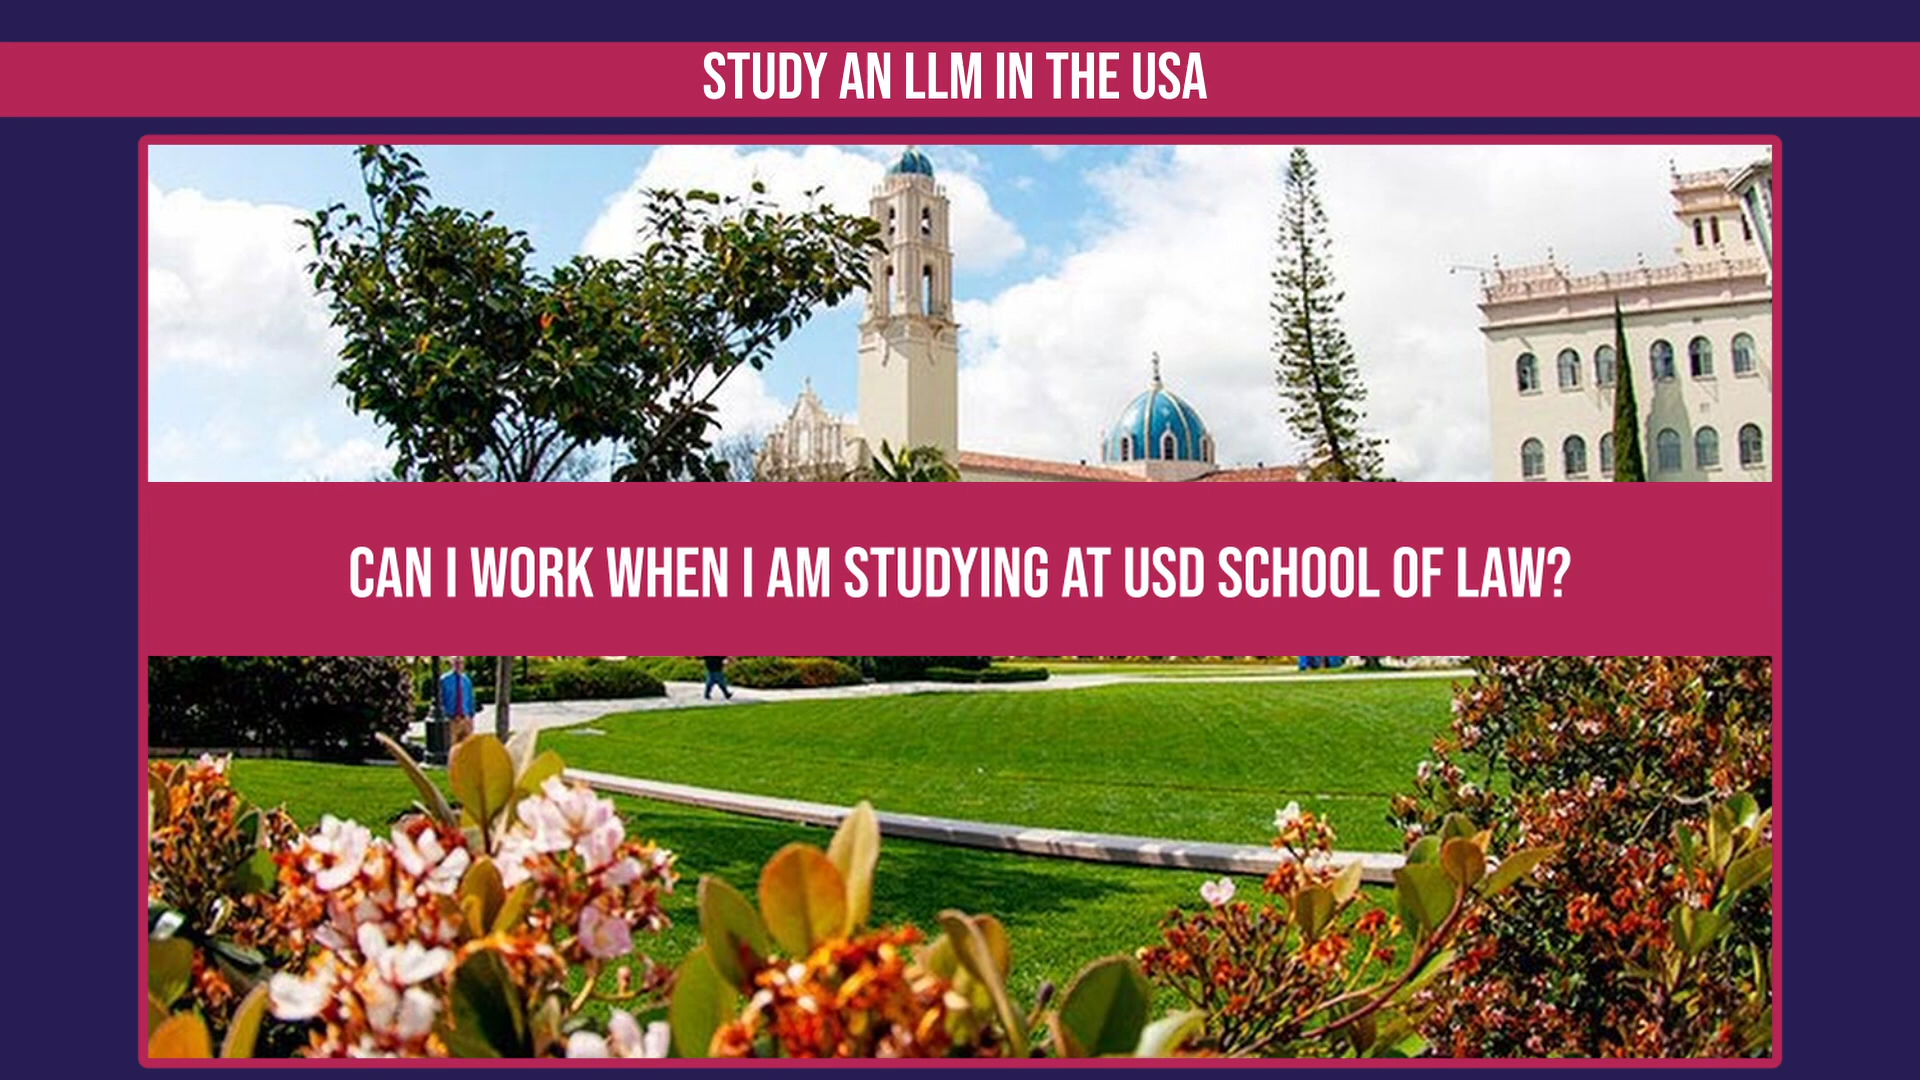 STUDY AN LLM IN THE USA
CAN I WORK WHEN I AM STUDYING AT USD SCHOOL OF LAW?